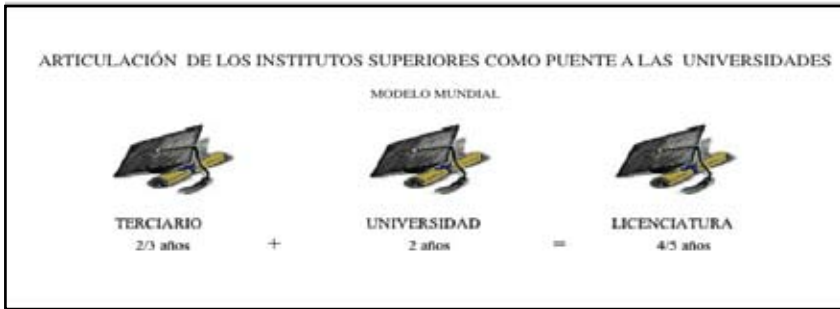 ARTICULACIÓN DE LOS INSTITUTOS SUPERIORES COMO PUENTE A LAS UNIVERSIDADES
MODELO MUNDIAL
TERCIARIO UNIVERSIDAD LICENCIATURA
2/3 años + 2 años = 4/5 años